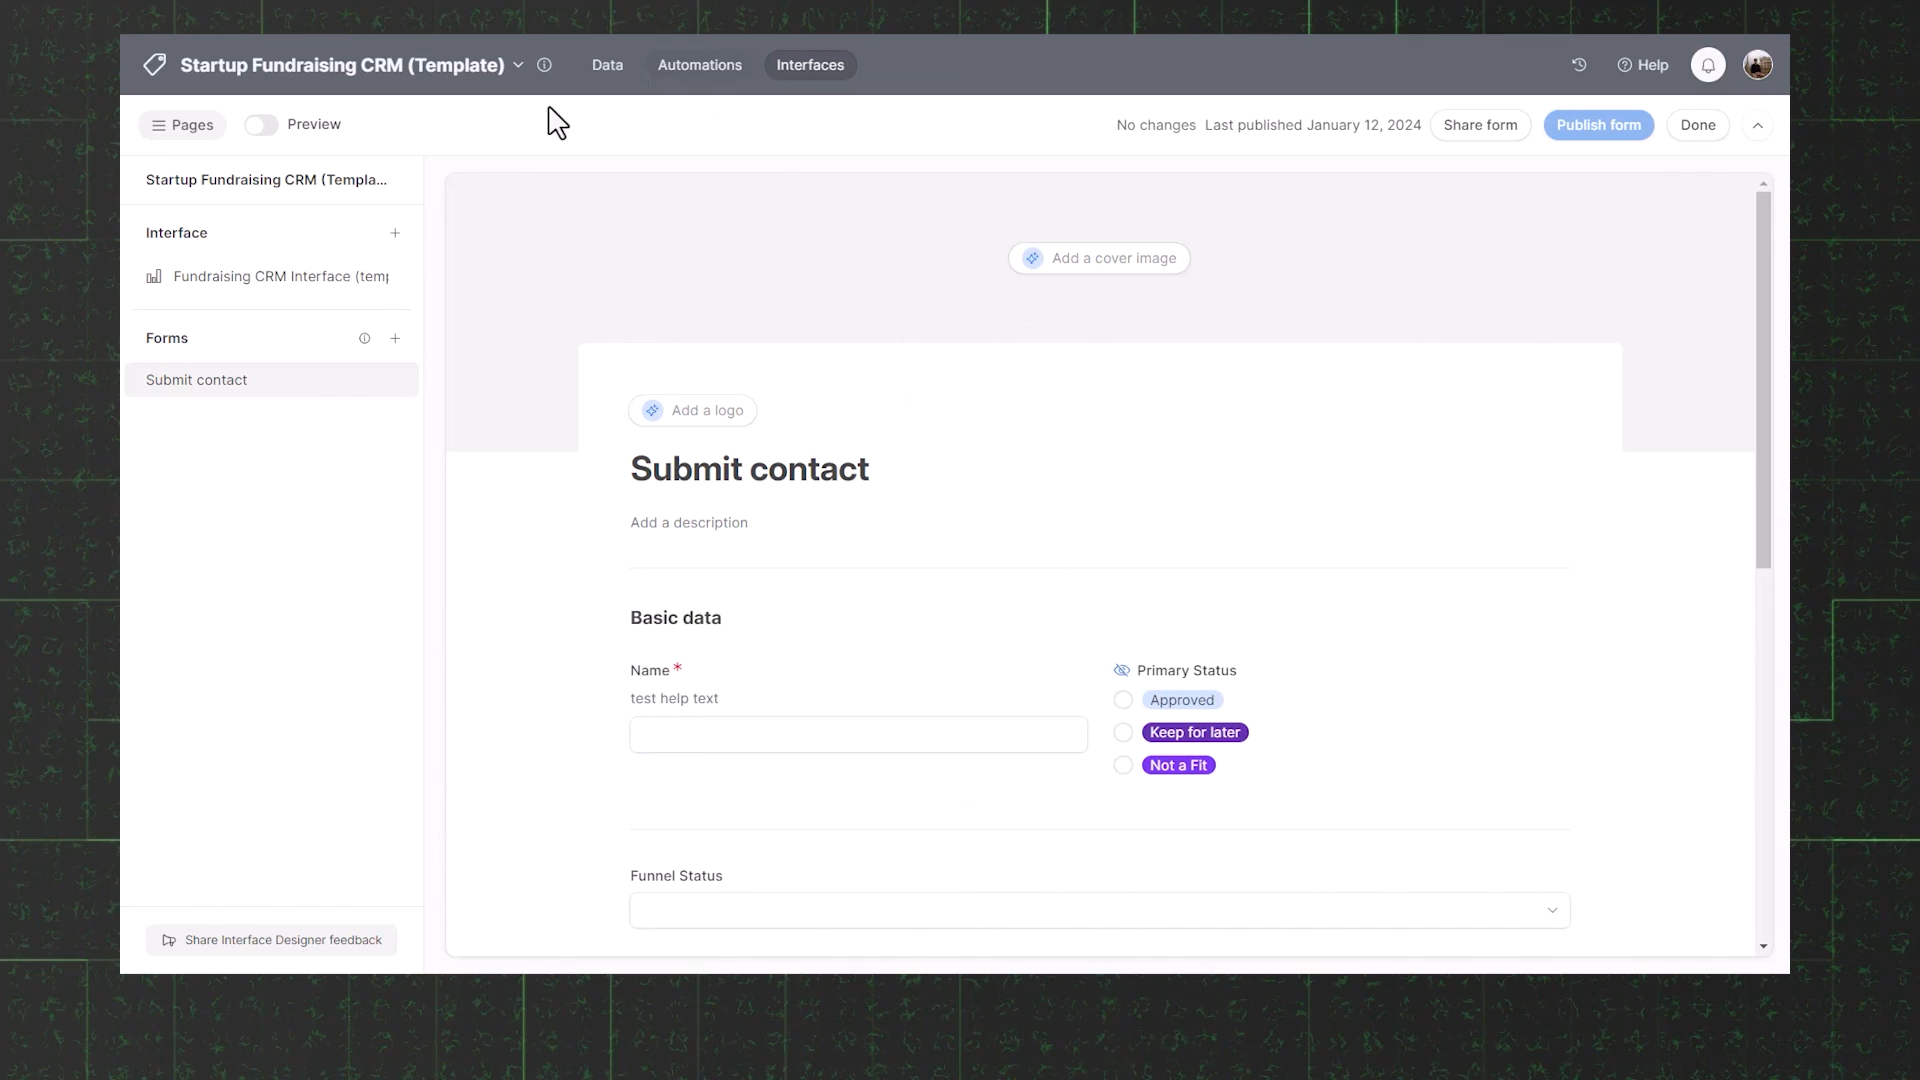 Startup Fundraising CRM (Template)
Data
Automations
Interfaces
Help
Pages
Preview
No changes
Last published January 12, 2024
Share form
Publish form
Done
Startup Fundraising CRM (Templa...
Interface
Fundraising CRM Interface (temp
Forms
Submit contact
Share Interface Designer feedback
Add a cover image
Add a logo
Submit contact
Add a description
Basic data
Name *
test help text
Primary Status
Approved
Keep for later
Not a Fit
Funnel Status